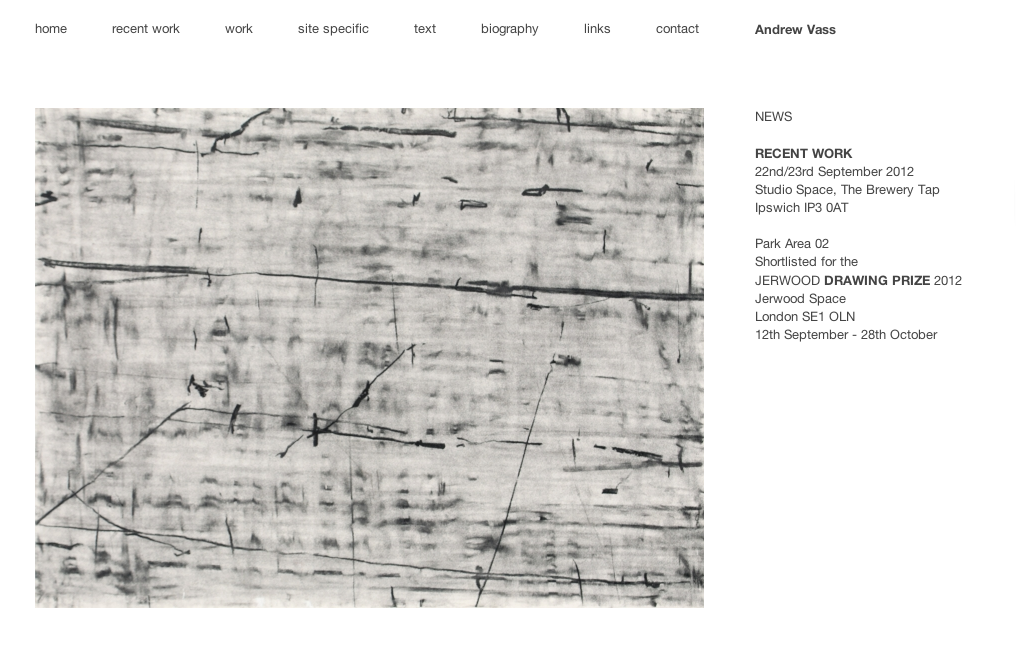 home recent work work site specific text biography links contact Andrew Vass
NEWS
RECENT WORK
22nd/23rd September 2012
Studio Space, The Brewery Tap
Ipswich IP3 0AT
Park Area 02
Shortlisted for the
JERWOOD DRAWING PRIZE 2012
Jerwood Space
London SE1 OLN
12th September - 28th October